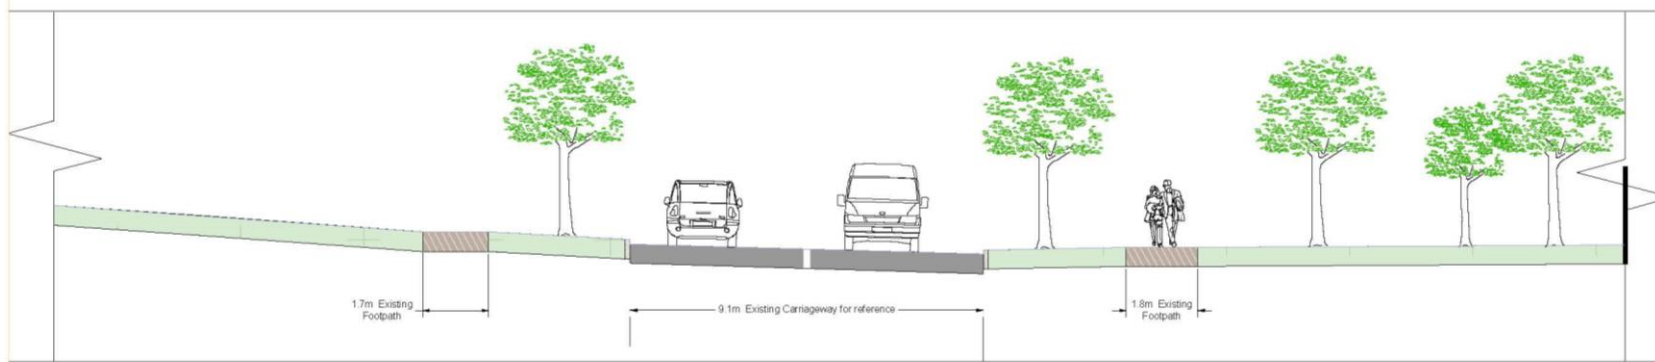 1.7m Existing
Footpath
9.1m Existing Carriageway for reference
1.8m Existing
Footpath